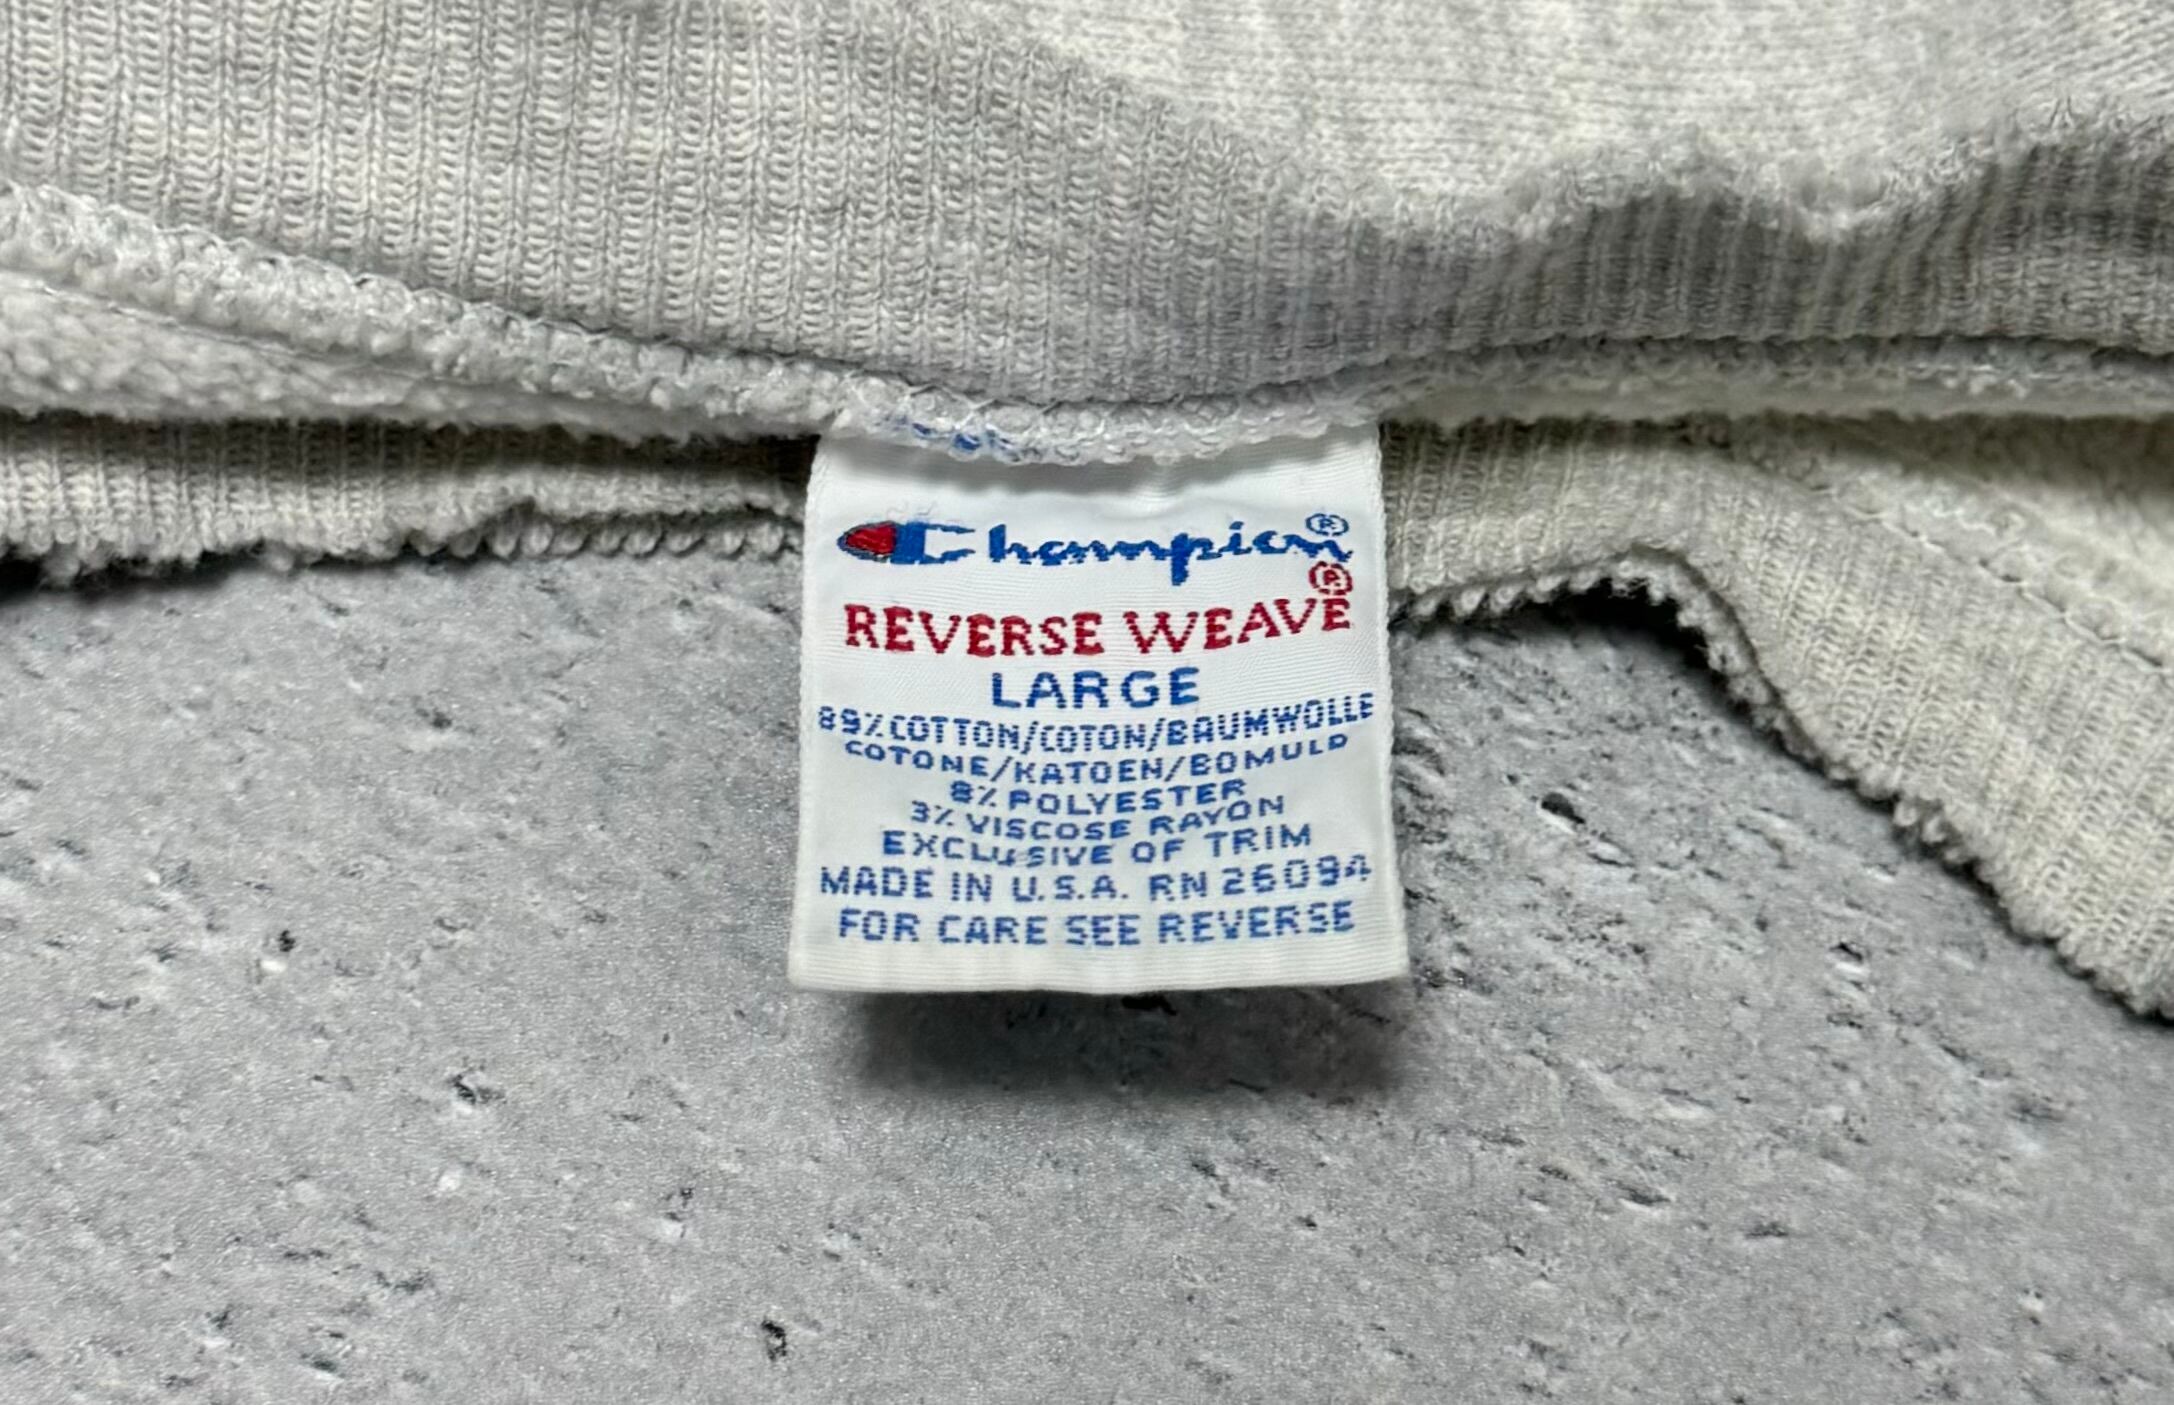 Champion®
REVERSE WEAVE®
LARGE
89% COTTON/COTON/BAUMWOLLE
COTONE/KATOEN/BOMULD
8% POLYESTER
3% VISCOSE RAYON
EXCLUSIVE OF TRIM
MADE IN U.S.A. RN 26094
FOR CARE SEE REVERSE